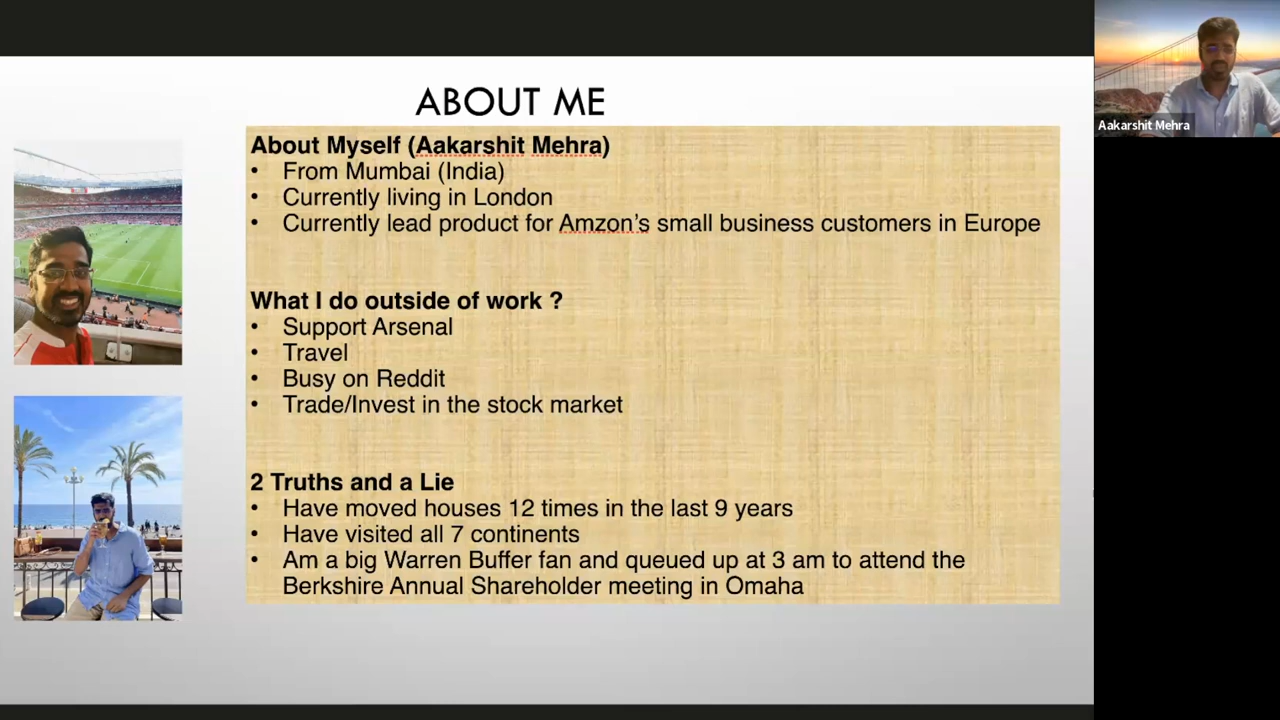 ABOUT ME
About Myself (Aakarshit Mehra)
• From Mumbai (India)
• Currently living in London
• Currently lead product for Amzon’s small business customers in Europe
What I do outside of work ?
• Support Arsenal
• Travel
• Busy on Reddit
• Trade/Invest in the stock market
2 Truths and a Lie
• Have moved houses 12 times in the last 9 years
• Have visited all 7 continents
• Am a big Warren Buffer fan and queued up at 3 am to attend the
Berkshire Annual Shareholder meeting in Omaha
Aakarshit Mehra